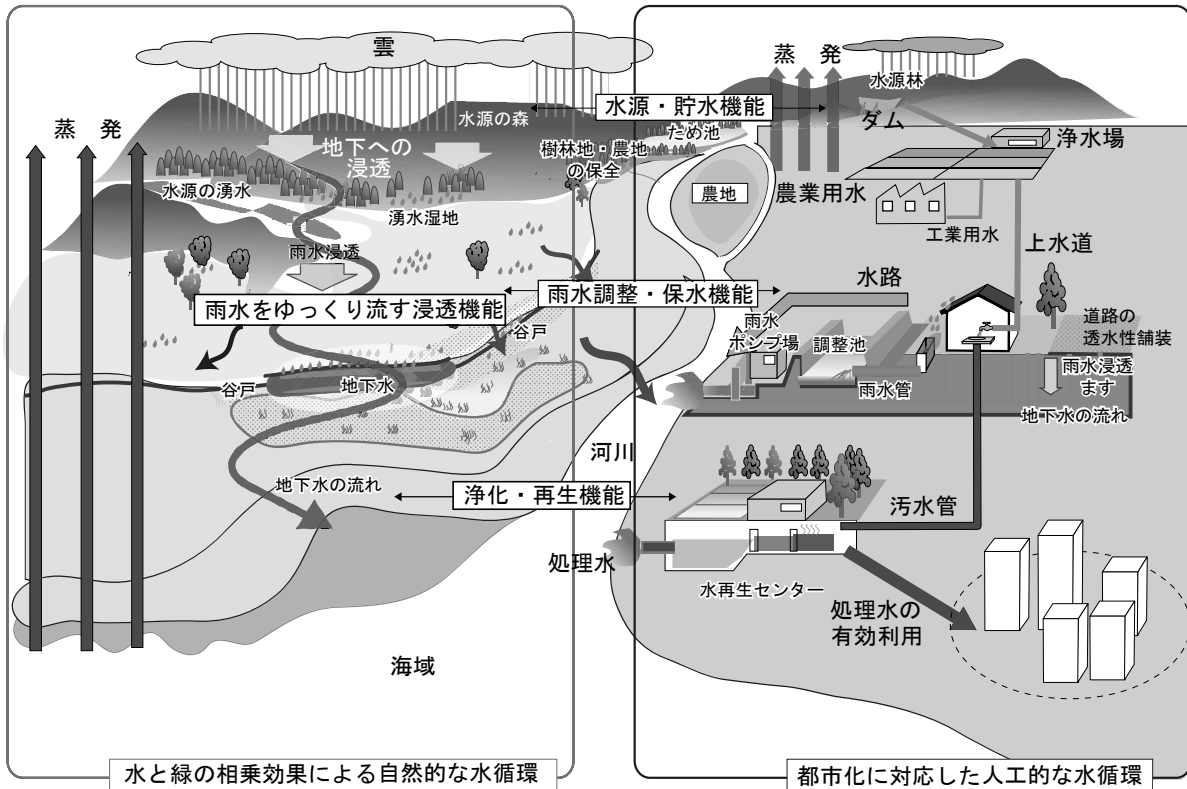 雲
蒸 発
水源の森
水源・貯水機能
蒸 発
水源林
ダム
浄水場
地下への
浸透
ため池
樹林地・農地
の保全
水源の湧水
湧水湿地
農地
農業用水
工業用水
上水道
雨水浸透
水路
雨水をゆっくり流す浸透機能
雨水調整・保水機能
谷戸
雨水
ポンプ場
調整池
道路の
透水性舗装
雨水浸透
ます
雨水管
地下水の流れ
谷戸
地下水
河川
地下水の流れ
浄化・再生機能
汚水管
処理水
水再生センター
処理水の
有効利用
海域
水と緑の相乗効果による自然的な水循環
都市化に対応した人工的な水循環